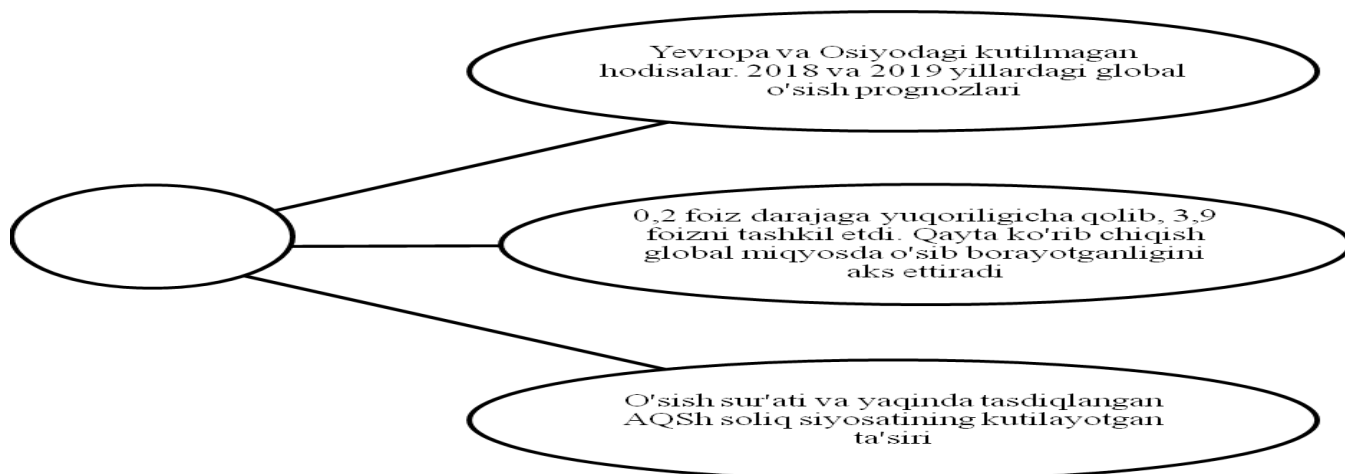 Yevropa va Osiyodagi kutilmagan
hodisalar. 2018 va 2019 yillardagi global
o'sish prognozlari
0,2 foiz darajaga yuqoriligicha qolib, 3,9
foizni tashkil etdi. Qayta ko'rib chiqish
global miqyosda o'sib borayotganligini
aks ettiradi
O'sish sur'ati va yaqinda tasdiqlangan
AQSh soliq siyosatining kutilayotgan
ta'siri